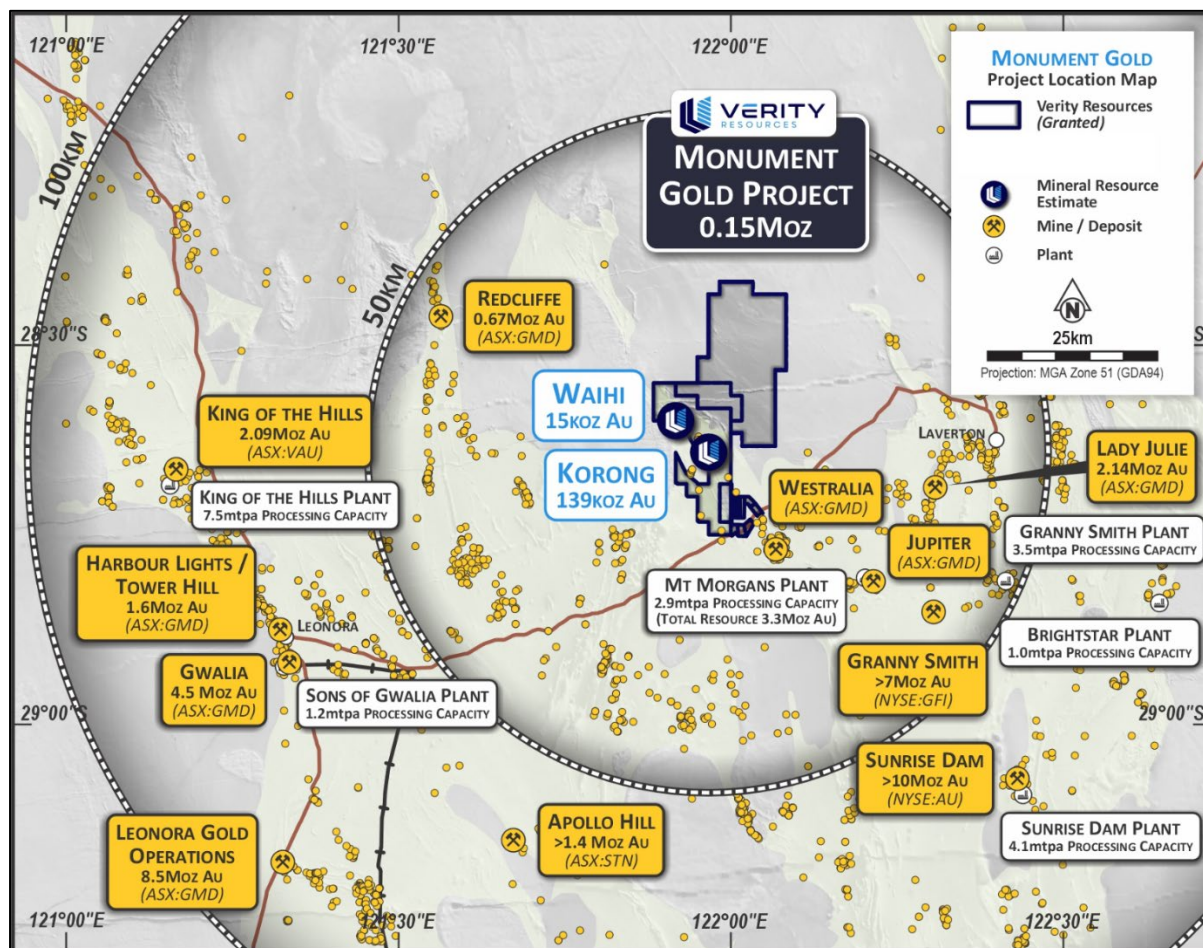 121°00"E
121°30"E
122°00"E
MONUMENT GOLD
Project Location Map
Verity Resources
(Granted)
Mineral Resource
Estimate
Mine / Deposit
Plant
N
25km
Projection: MGA Zone 51 (GDA94)
VERITY
RESOURCES
MONUMENT
GOLD PROJECT
0.15MOZ
100KM
50KM
28°30"S
REDCLIFFE
0.67MOZ AU
(ASX:GMD)
WAIHI
15KOZ AU
KORONG
139KOZ AU
KING OF THE HILLS
2.09MOZ AU
(ASX:VAU)
KING OF THE HILLS PLANT
7.5MTPA PROCESSING CAPACITY
LAVERTON
LADY JULIE
2.14MOZ AU
(ASX:GMD)
WESTRALIA
(ASX:GMD)
JUPITER
(ASX:GMD)
GRANNY SMITH PLANT
3.5MTPA PROCESSING CAPACITY
HARBOUR LIGHTS /
TOWER HILL
1.6MOZ AU
(ASX:GMD)
LEONORA
MT MORGANS PLANT
2.9MTPA PROCESSING CAPACITY
(TOTAL RESOURCE 3.3MOZ AU)
BRIGHTSTAR PLANT
1.0MTPA PROCESSING CAPACITY
GWALIA
4.5 MOZ AU
(ASX:GMD)
SONS OF GWALIA PLANT
1.2MTPA PROCESSING CAPACITY
GRANNY SMITH
>7MOZ AU
(NYSE:GFI)
29°00"S
29°00"S
SUNRISE DAM
>10MOZ AU
(NYSE:AU)
SUNRISE DAM PLANT
4.1MTPA PROCESSING CAPACITY
LEONORA GOLD
OPERATIONS
8.5MOZ AU
(ASX:GMD)
APOLLO HILL
>1.4 MOZ AU
(ASX:STN)
121°00"E
121°30"E
122°00"E
122°30"E